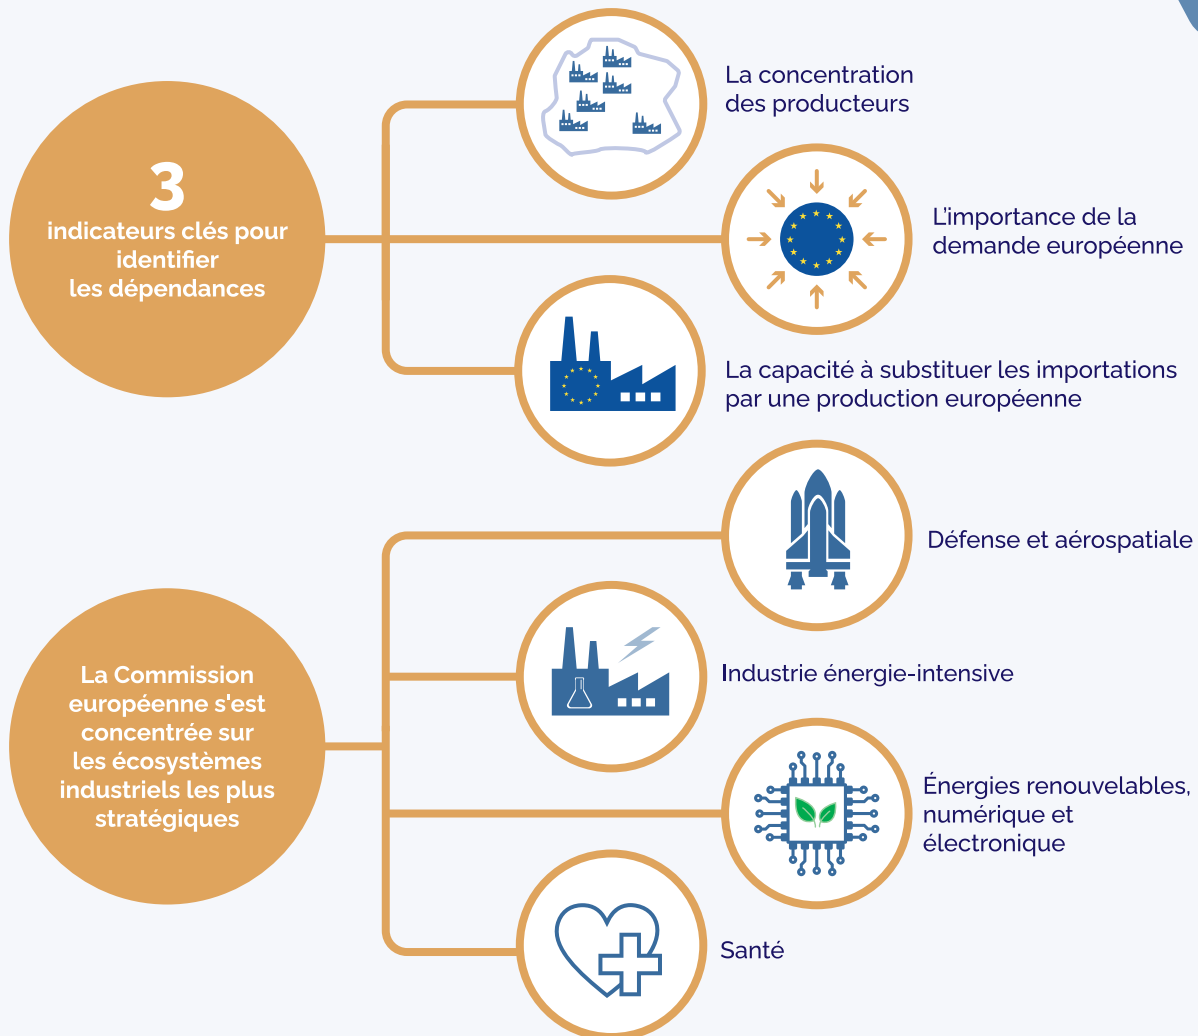 3
indicateurs clés pour
identifier
les dépendances
La concentration
des producteurs
L'importance de la
demande européenne
La capacité à substituer les importations
par une production européenne
La Commission
européenne s'est
concentrée sur
les écosystèmes
industriels les plus
stratégiques
Défense et aérospatiale
Industrie énergie-intensive
Énergies renouvelables,
numérique et
électronique
Santé